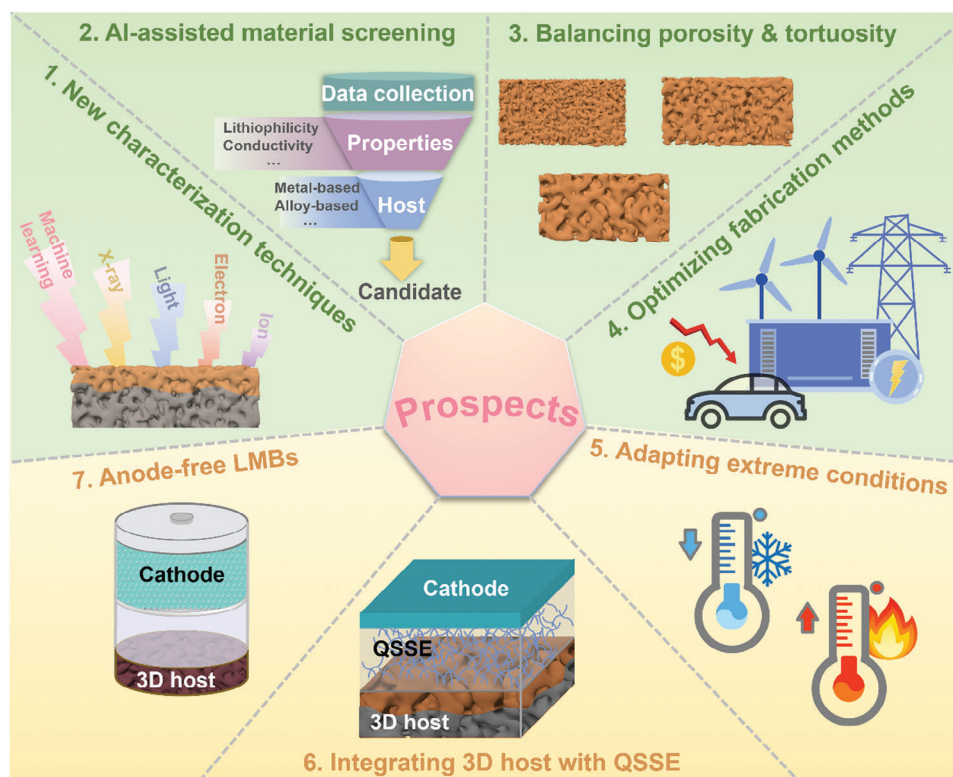 2. AI-assisted material screening
3. Balancing porosity & tortuosity
1. New characterization techniques
Data collection
Lithiophilicity
Conductivity
...
Properties
Metal-based
Alloy-based
...
Host
Candidate
Machine
learning
X-ray
Light
Electron
Ion
4. Optimizing fabrication methods
$
Prospects
7. Anode-free LMBs
5. Adapting extreme conditions
Cathode
3D host
Cathode
QSSE
3D host
6. Integrating 3D host with QSSE